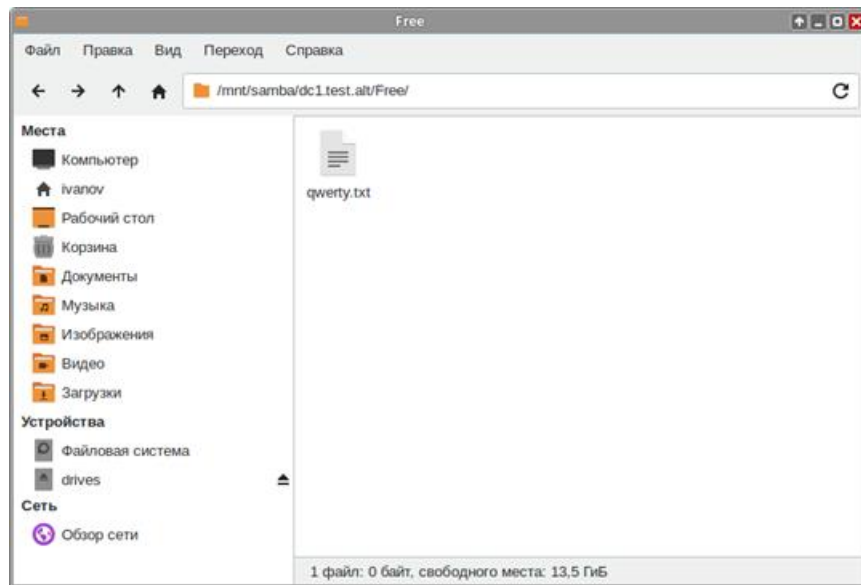 Free
Файл Правка Вид Переход Справка
/mnt/samba/dc1.test.alt/Free/
Места
Компьютер
ivanov
Рабочий стол
Корзина
Документы
Музыка
Изображения
Видео
Загрузки
Устройства
Файловая система
drives
Сеть
Обзор сети
qwerty.txt
1 файл: 0 байт, свободного места: 13,5 ГиБ